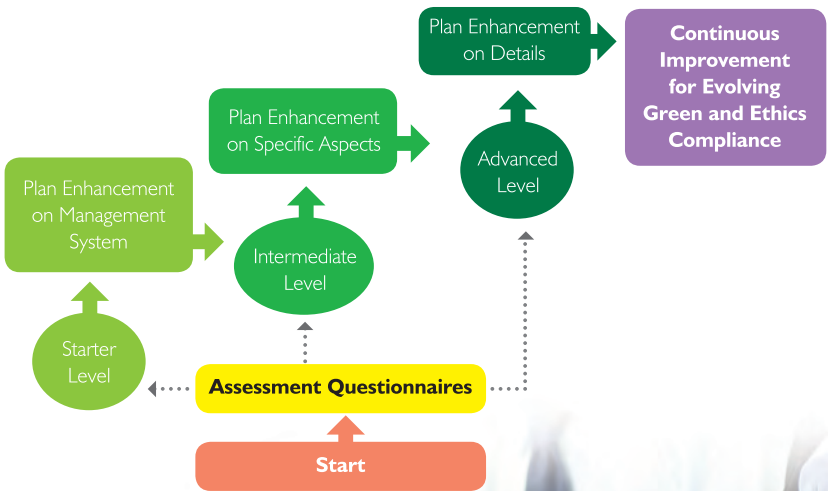 Plan Enhancement
on Details
Continuous
Improvement
for Evolving
Green and Ethics
Compliance
Plan Enhancement
on Specific Aspects
Advanced
Level
Plan Enhancement
on Management
System
Intermediate
Level
Starter
Level
Assessment Questionnaires
Start